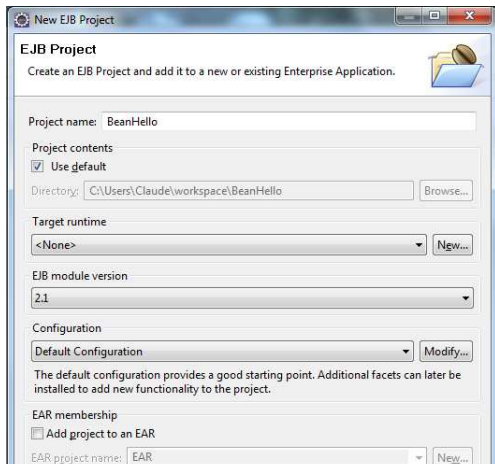 New EJB Project
EJB Project
Create an EJB Project and add it to a new or existing Enterprise Application.
Project name: BeanHello
Project contents
Use default
Directory: C:\Users\Claude\workspace\BeanHello Browse...
Target runtime
<None> New...
EJB module version
2.1
Configuration
Default Configuration Modify...
The default configuration provides a good starting point. Additional facets can later be
installed to add new functionality to the project.
EAR membership
Add project to an EAR
EAR project name: EAR New...